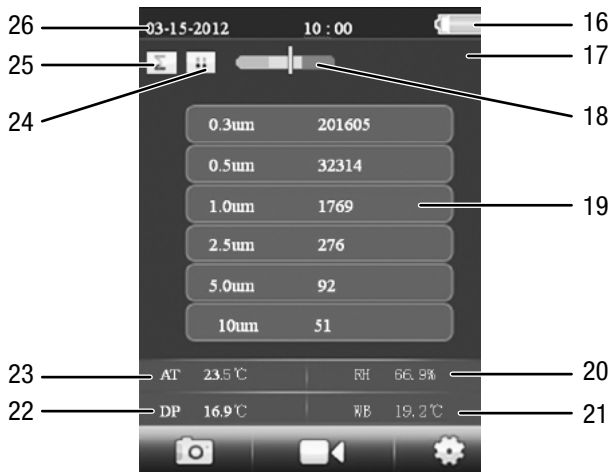 26 03-15-2012 10 : 00 16
25 Σ 17
24 18
0.3um 201605
0.5um 32314
1.0um 1769 19
2.5um 276
5.0um 92
10um 51
23 AT 23.5℃ RH 66.9% 20
22 DP 16.9℃ WB 19.2℃ 21